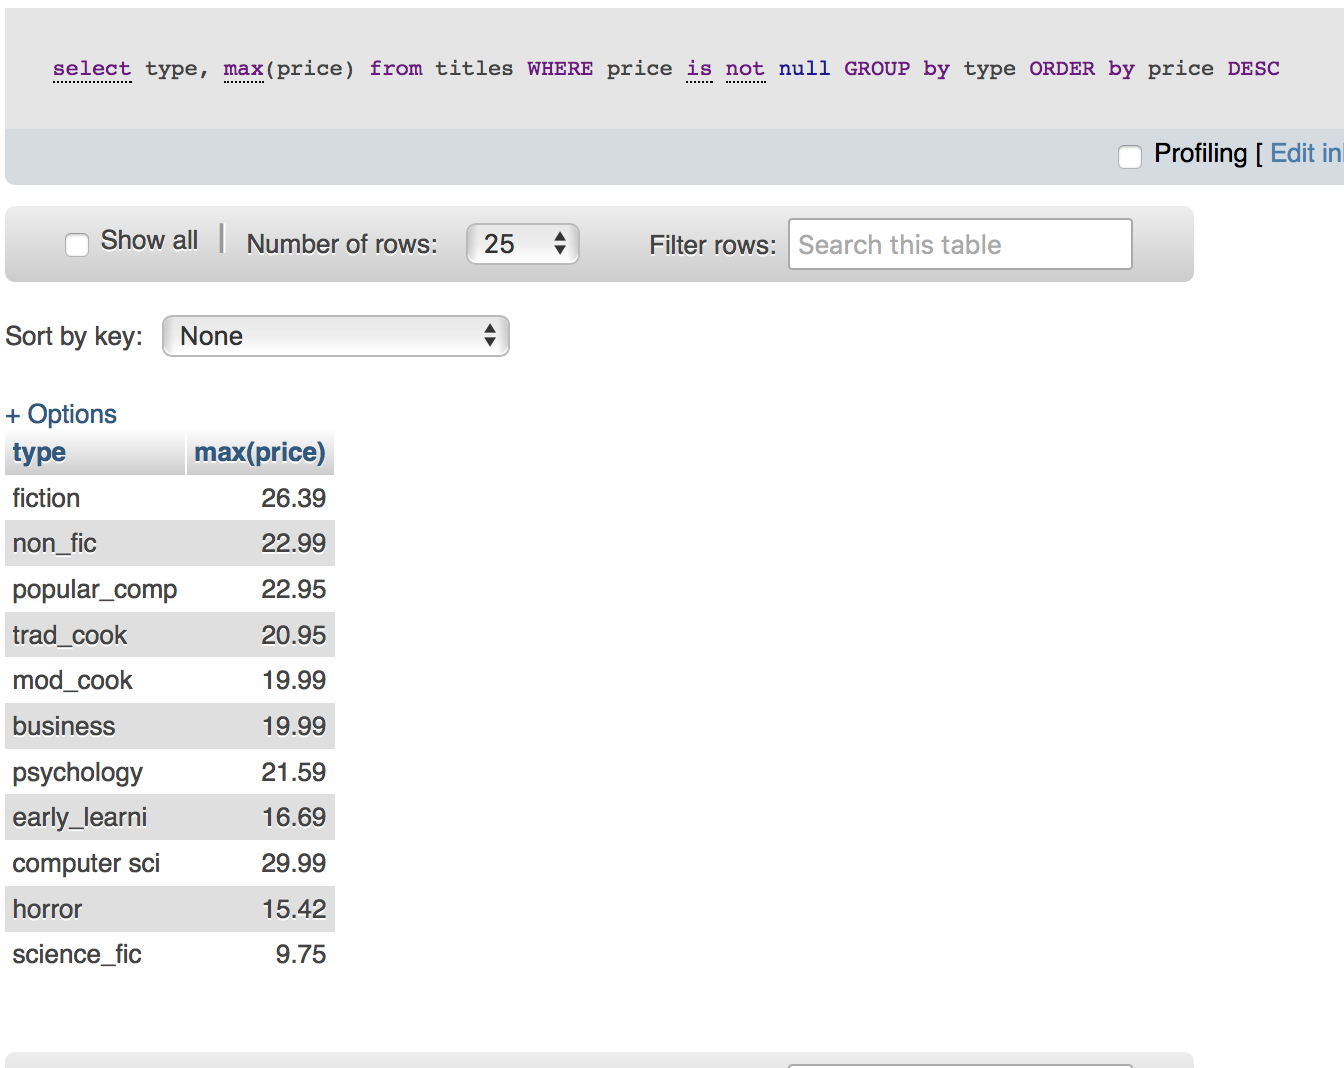 select type, max(price) from titles WHERE price is not null GROUP by type ORDER by price DESC
Profiling [ Edit in
Show all | Number of rows: 25 Filter rows: Search this table
Sort by key: None
+ Options
type max(price)
fiction 26.39
non_fic 22.99
popular_comp 22.95
trad_cook 20.95
mod_cook 19.99
business 19.99
psychology 21.59
early_learni 16.69
computer sci 29.99
horror 15.42
science_fic 9.75